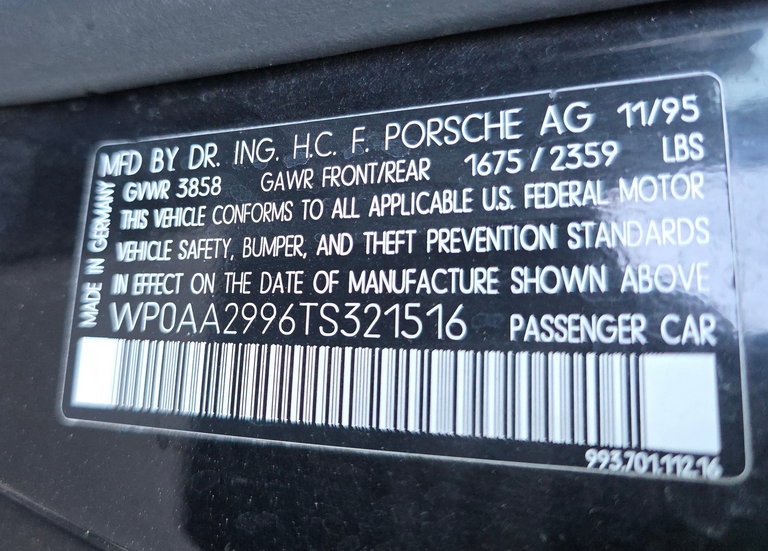 MFD BY DR. ING. H.C. F. PORSCHE AG 11/95
GVWR 3858 GAWR FRONT/REAR 1675 / 2359 LBS
THIS VEHICLE CONFORMS TO ALL APPLICABLE U.S. FEDERAL MOTOR
VEHICLE SAFETY, BUMPER, AND THEFT PREVENTION STANDARDS
IN EFFECT ON THE DATE OF MANUFACTURE SHOWN ABOVE
WP0AA2996TS321516 PASSENGER CAR
993.701.112.16
MADE IN GERMANY